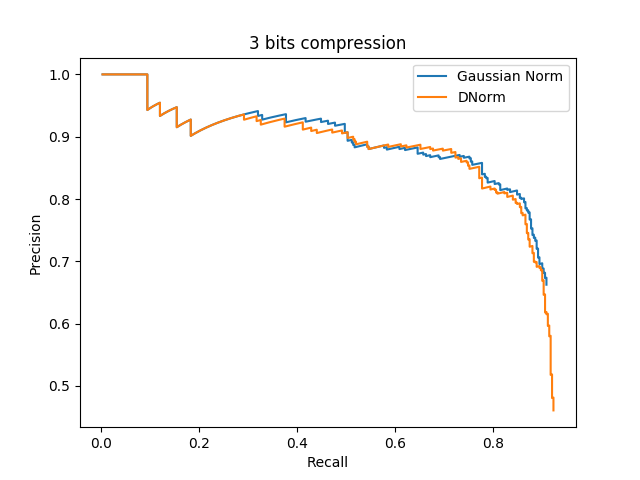 3 bits compression
Gaussian Norm
DNorm
1.0
0.9
0.8
0.7
0.6
0.5
Precision
0.0 0.2 0.4 0.6 0.8
Recall